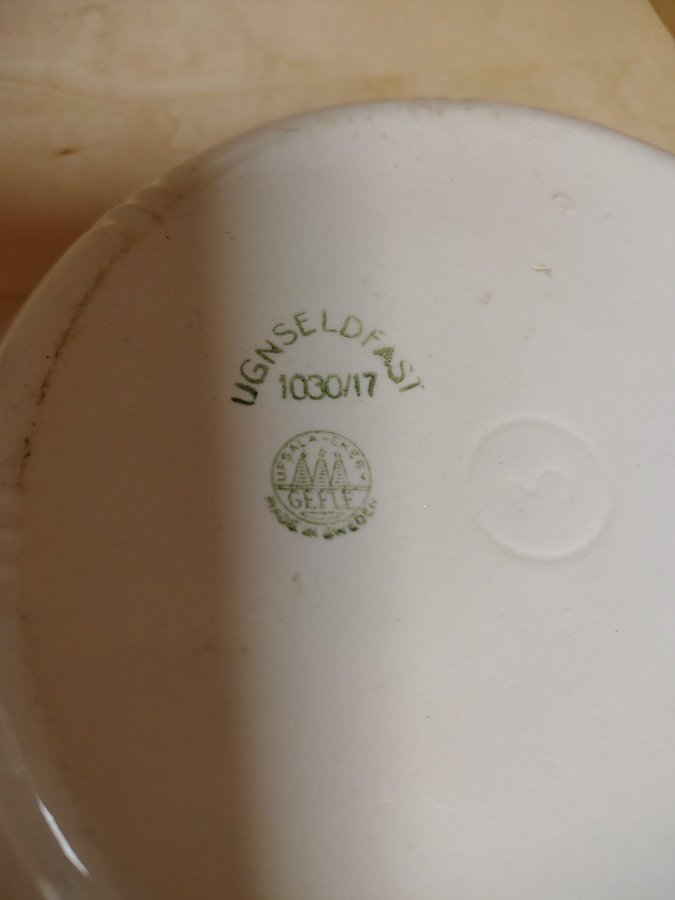 UGNSELDFAST
1030/17
UPSALA-EKEBY
GEFLE
MADE IN SWEDEN